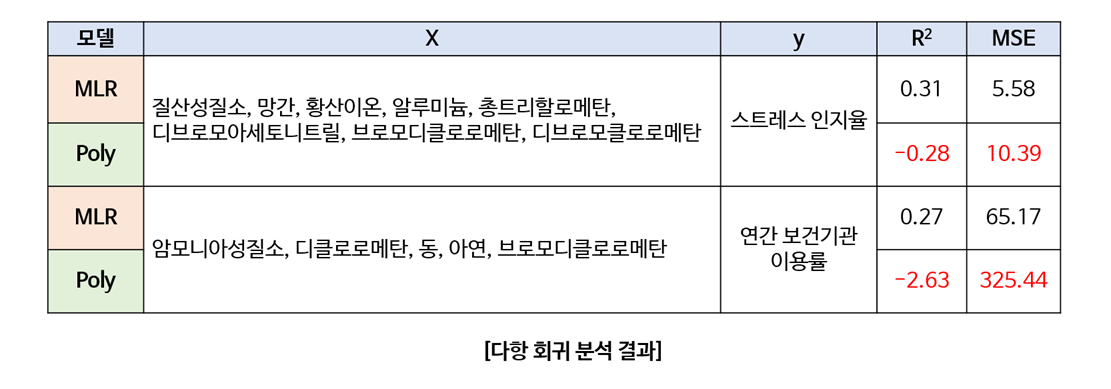 모델 X y R² MSE
MLR 0.31 5.58
질산성질소, 망간, 황산이온, 알루미늄, 총트리할로메탄,
디브로모아세토니트릴, 브로모디클로로메탄, 디브로모클로로메탄
스트레스 인지율
Poly -0.28 10.39
MLR 0.27 65.17
암모니아성질소, 디클로로메탄, 동, 아연, 브로모디클로로메탄
연간 보건기관
이용률
Poly -2.63 325.44
[다항 회귀 분석 결과]